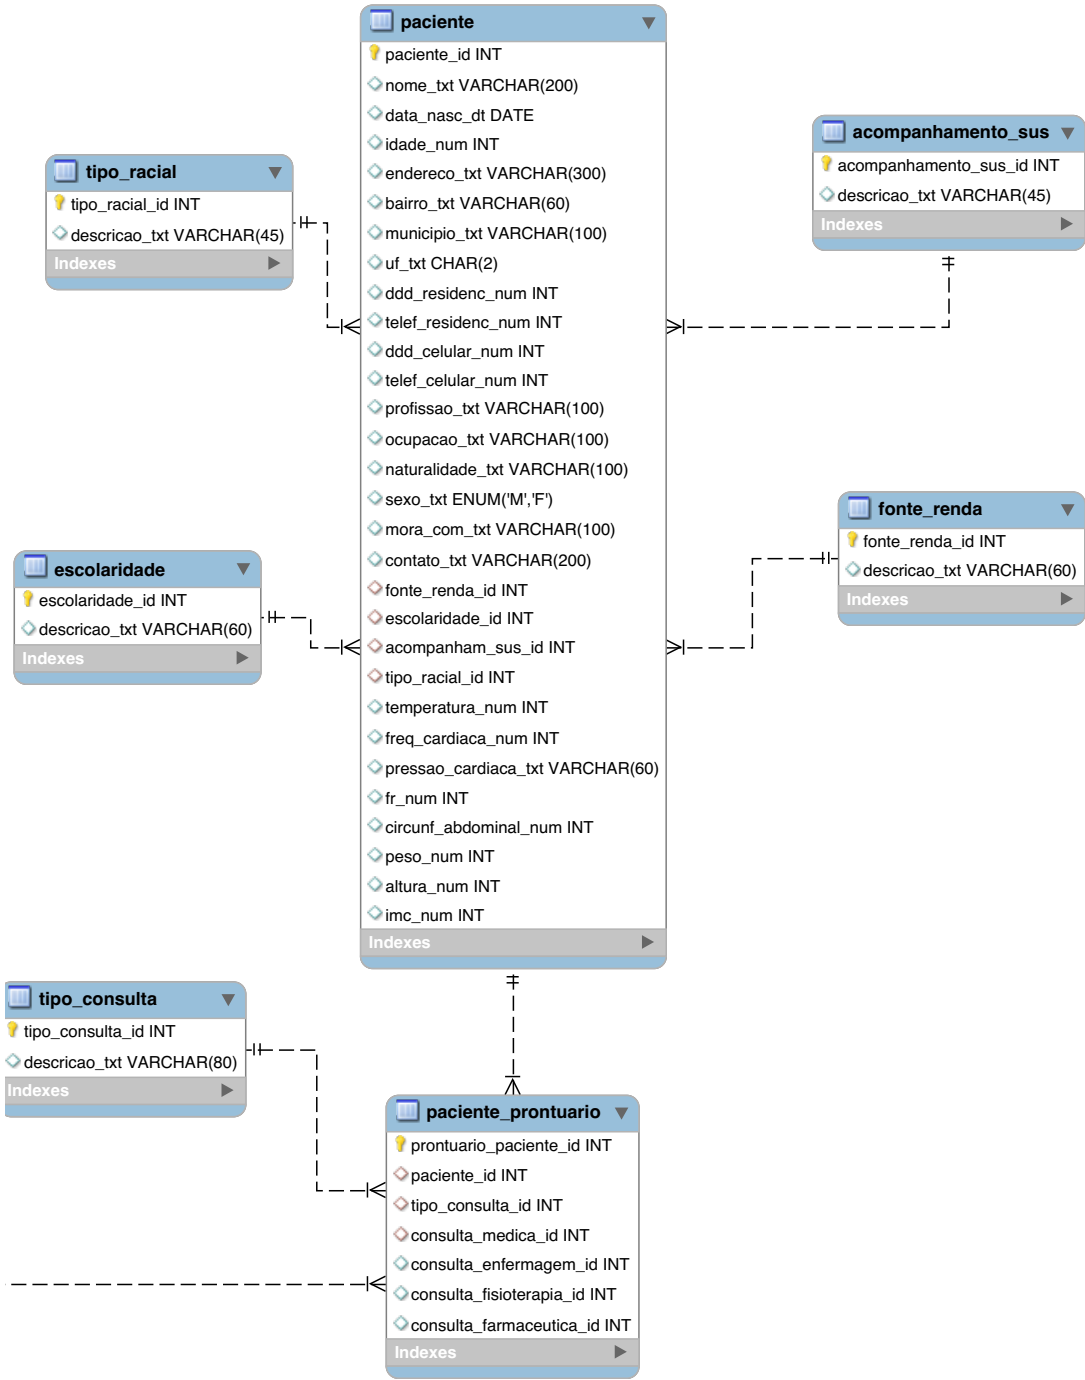 paciente
paciente_id INT
nome_txt VARCHAR(200)
data_nasc_dt DATE
idade_num INT
endereco_txt VARCHAR(300)
bairro_txt VARCHAR(60)
municipio_txt VARCHAR(100)
uf_txt CHAR(2)
ddd_residenc_num INT
telef_residenc_num INT
ddd_celular_num INT
telef_celular_num INT
profissao_txt VARCHAR(100)
ocupacao_txt VARCHAR(100)
naturalidade_txt VARCHAR(100)
sexo_txt ENUM('M','F')
mora_com_txt VARCHAR(100)
contato_txt VARCHAR(200)
fonte_renda_id INT
escolaridade_id INT
acompanham_sus_id INT
tipo_racial_id INT
temperatura_num INT
freq_cardiaca_num INT
pressao_cardiaca_txt VARCHAR(60)
fr_num INT
circunf_abdominal_num INT
peso_num INT
altura_num INT
imc_num INT
Indexes
tipo_racial
tipo_racial_id INT
descricao_txt VARCHAR(45)
Indexes
acompanhamento_sus
acompanhamento_sus_id INT
descricao_txt VARCHAR(45)
Indexes
escolaridade
escolaridade_id INT
descricao_txt VARCHAR(60)
Indexes
fonte_renda
fonte_renda_id INT
descricao_txt VARCHAR(60)
Indexes
tipo_consulta
tipo_consulta_id INT
descricao_txt VARCHAR(80)
Indexes
paciente_prontuario
prontuario_paciente_id INT
paciente_id INT
tipo_consulta_id INT
consulta_medica_id INT
consulta_enfermagem_id INT
consulta_fisioterapia_id INT
consulta_farmaceutica_id INT
Indexes